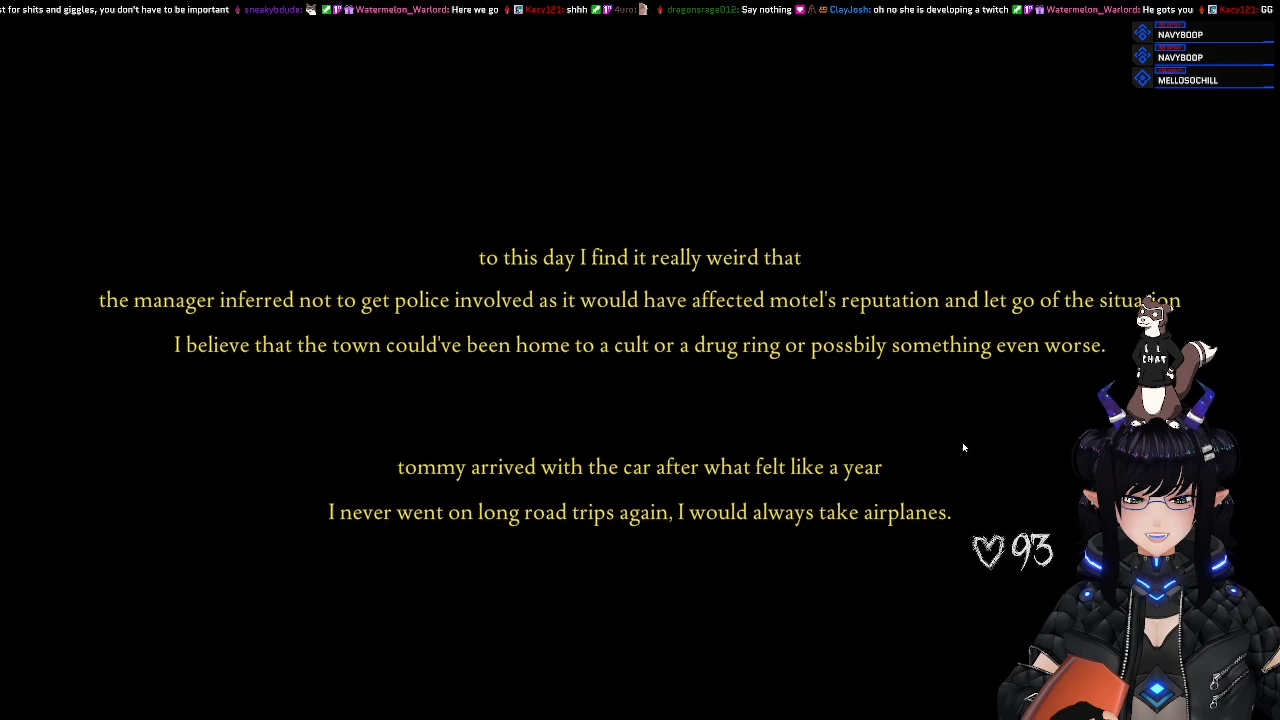 st for shits and giggles, you don't have to be important sneakybdude: Watermelon_Warlord: Here we go Kacy121: shhh 4uro: dragonsrage012: Say nothing ClayJosh: oh no she is developing a twitch Watermelon_Warlord: He gots you Kacy121: GG
NAVYBOOP
NAVYBOOP
MELLOSOCHILL
to this day I find it really weird that
the manager inferred not to get police involved as it would have affected motel's reputation and let go of the situation
I believe that the town could've been home to a cult or a drug ring or possbily something even worse.
CHAT
tommy arrived with the car after what felt like a year
I never went on long road trips again, I would always take airplanes.
93